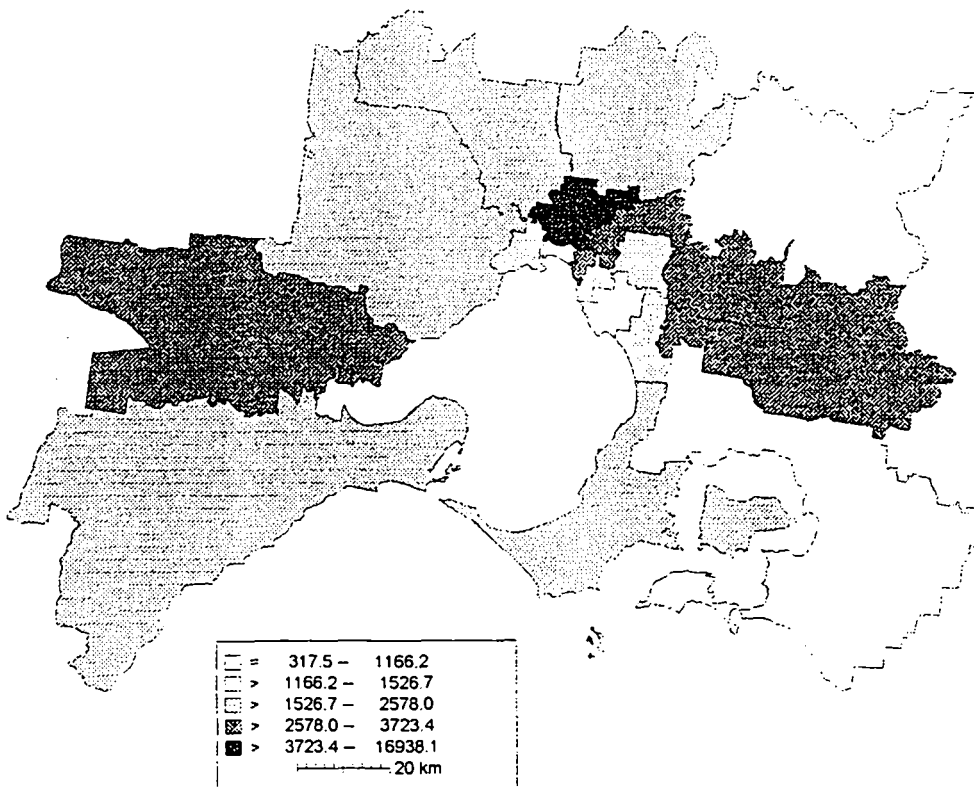 = 317.5 – 1166.2
> 1166.2 – 1526.7
> 1526.7 – 2578.0
> 2578.0 – 3723.4
> 3723.4 – 16938.1
20 km